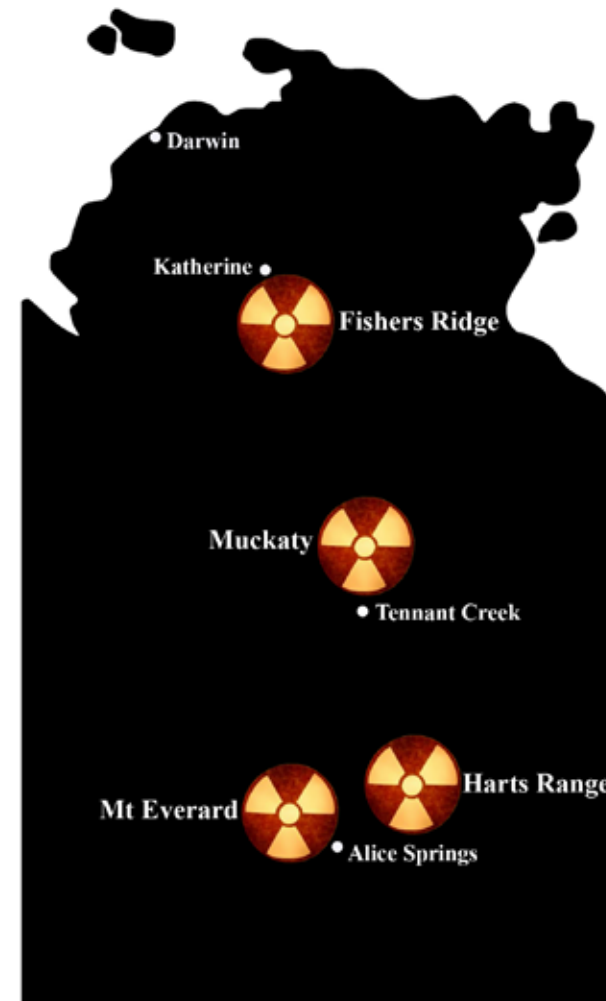 Darwin
Katherine
Fishers Ridge
Muckaty
Tennant Creek
Harts Range
Mt Everard
Alice Springs